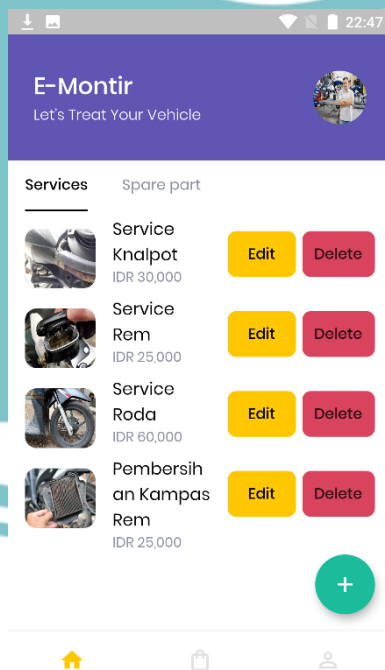 22:47
E-Montir
Let's Treat Your Vehicle
Services
Spare part
Service
Knalpot
IDR 30,000
Edit
Delete
Service
Rem
IDR 25,000
Edit
Delete
Service
Roda
IDR 60,000
Edit
Delete
Pembersih
an Kampas
Rem
IDR 25,000
Edit
Delete
+